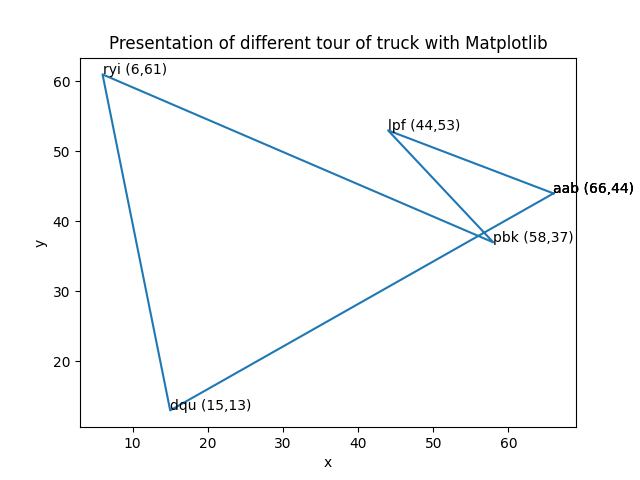 Presentation of different tour of truck with Matplotlib
ryi (6,61)
lpf (44,53)
aab (66,44)
pbk (58,37)
dqu (15,13)
60
50
40
30
20
y
10 20 30 40 50 60
x